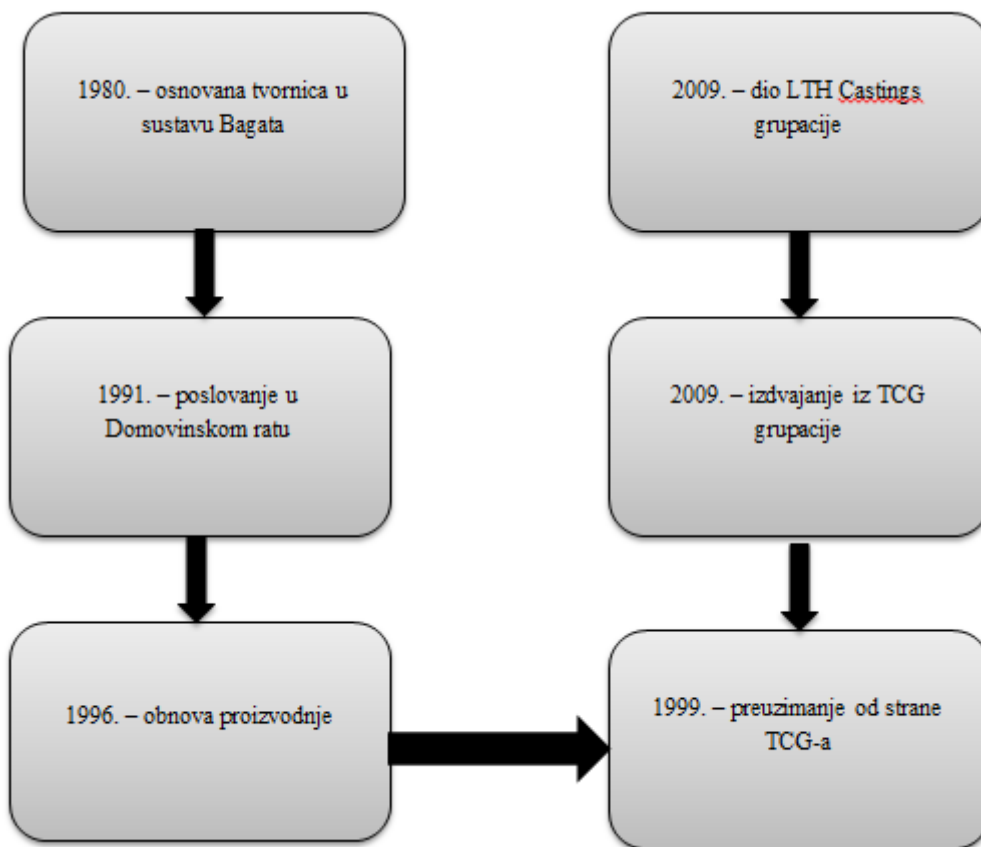 1980. – osnovana tvornica u
sustavu Bagata
2009. – dio LTH Castings
grupacije
1991. – poslovanje u
Domovinskom ratu
2009. – izdvajanje iz TCG
grupacije
1996. – obnova proizvodnje
1999. – preuzimanje od strane
TCG-a